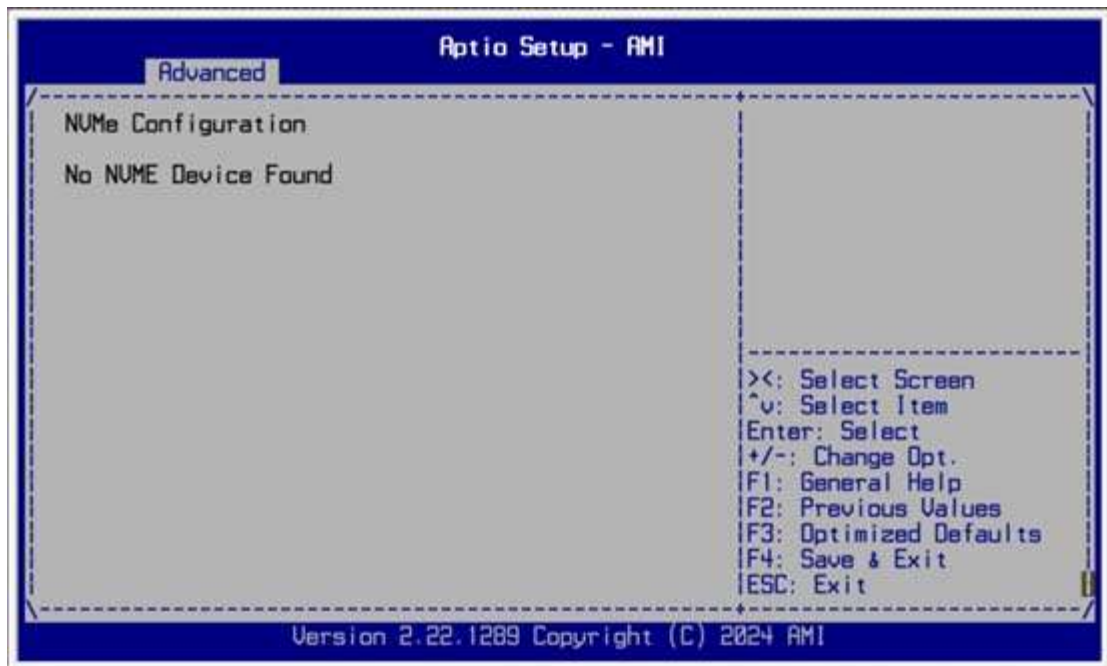 Aptio Setup - AMI
Advanced
NVMe Configuration
No NVME Device Found
><: Select Screen
^v: Select Item
Enter: Select
+/-: Change Opt.
F1: General Help
F2: Previous Values
F3: Optimized Defaults
F4: Save & Exit
ESC: Exit
Version 2.22.1289 Copyright (C) 2024 AMI